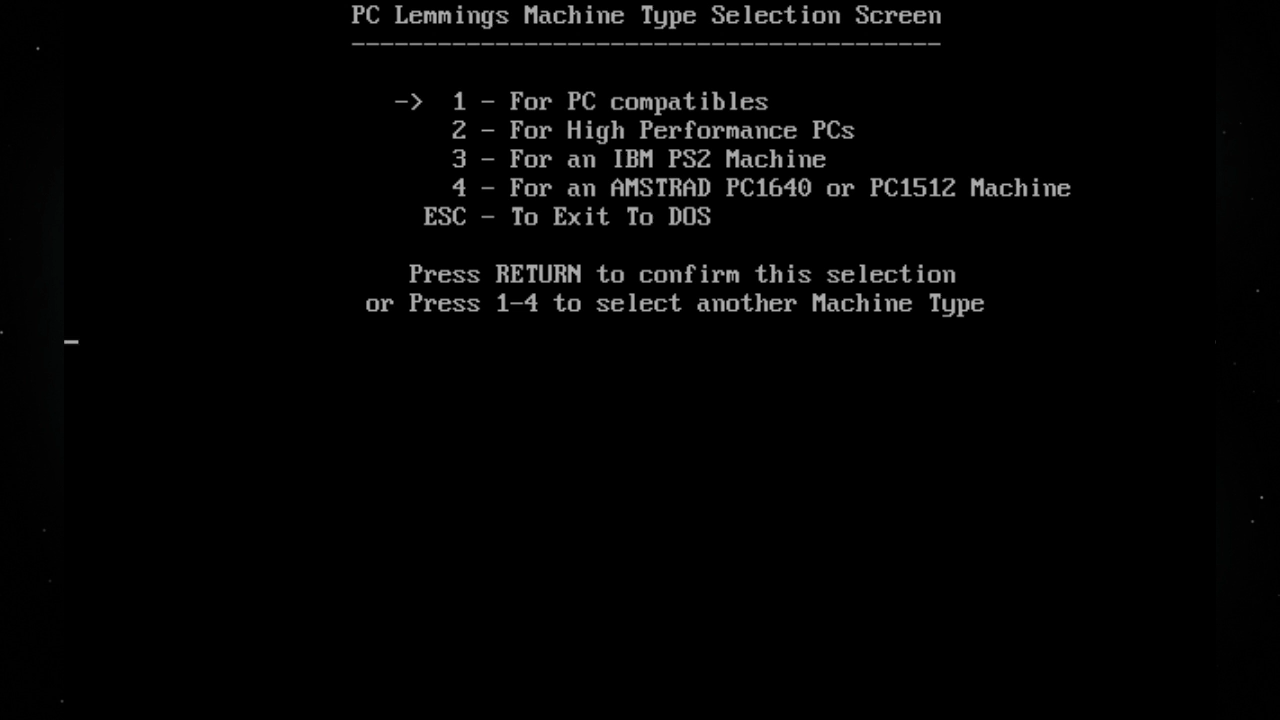 PC Lemmings Machine Type Selection Screen
-----------------------------------------
-> 1 - For PC compatibles
2 - For High Performance PCs
3 - For an IBM PS2 Machine
4 - For an AMSTRAD PC1640 or PC1512 Machine
ESC - To Exit To DOS
Press RETURN to confirm this selection
or Press 1-4 to select another Machine Type